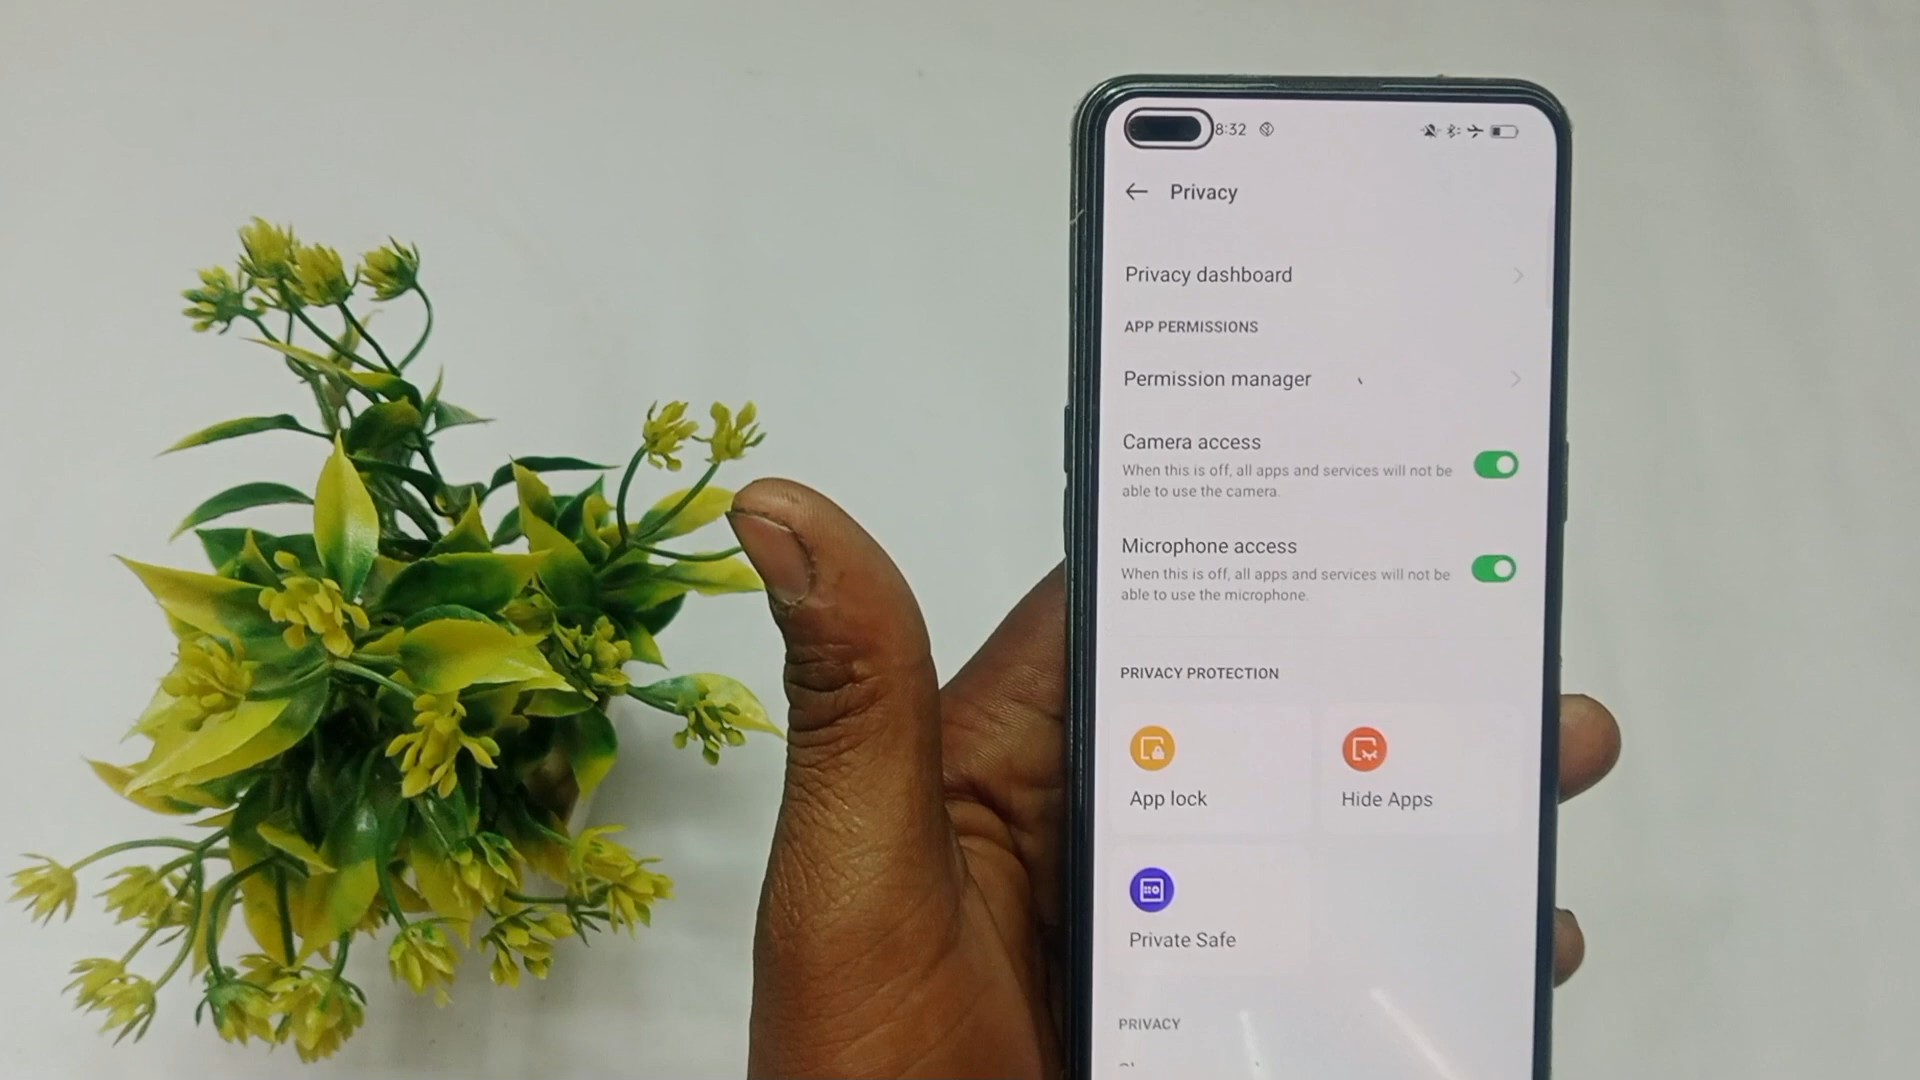 8:32
Privacy
Privacy dashboard
APP PERMISSIONS
Permission manager
Camera access
When this is off, all apps and services will not be
able to use the camera.
Microphone access
When this is off, all apps and services will not be
able to use the microphone.
PRIVACY PROTECTION
App lock
Hide Apps
Private Safe
PRIVACY